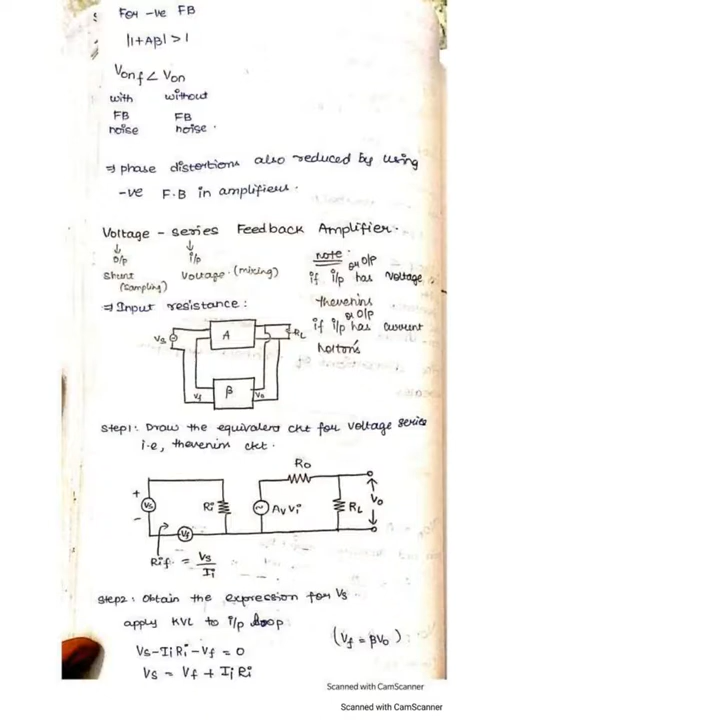 For -ve FB
|1+Aβ| > 1
Vonf < Von
with without
FB FB
noise noise.
⇒ phase distortions also reduced by using
-ve F.B in amplifiers.
Voltage - series Feedback Amplifier.
↓ ↓
o/p i/p
Shunt Voltage. (mixing)
(sampling)
note:
or o/p
if i/p has voltage
thevenins
or o/p
if i/p has current
norton's
⇒ Input resistance:
Vs A RL
Vf β Vo
Step1: Draw the equivalent ckt for voltage series
i.e, thevenins ckt.
Ro
+ Vs - Ri AvVi RL Vo
Vf
Rif = Vs/Ii
Step2: Obtain the expression for Vs
apply KVL to i/p loop
(Vf = βVo)
Vs - IiRi - Vf = 0
Vs = Vf + IiRi
Scanned with CamScanner
Scanned with CamScanner